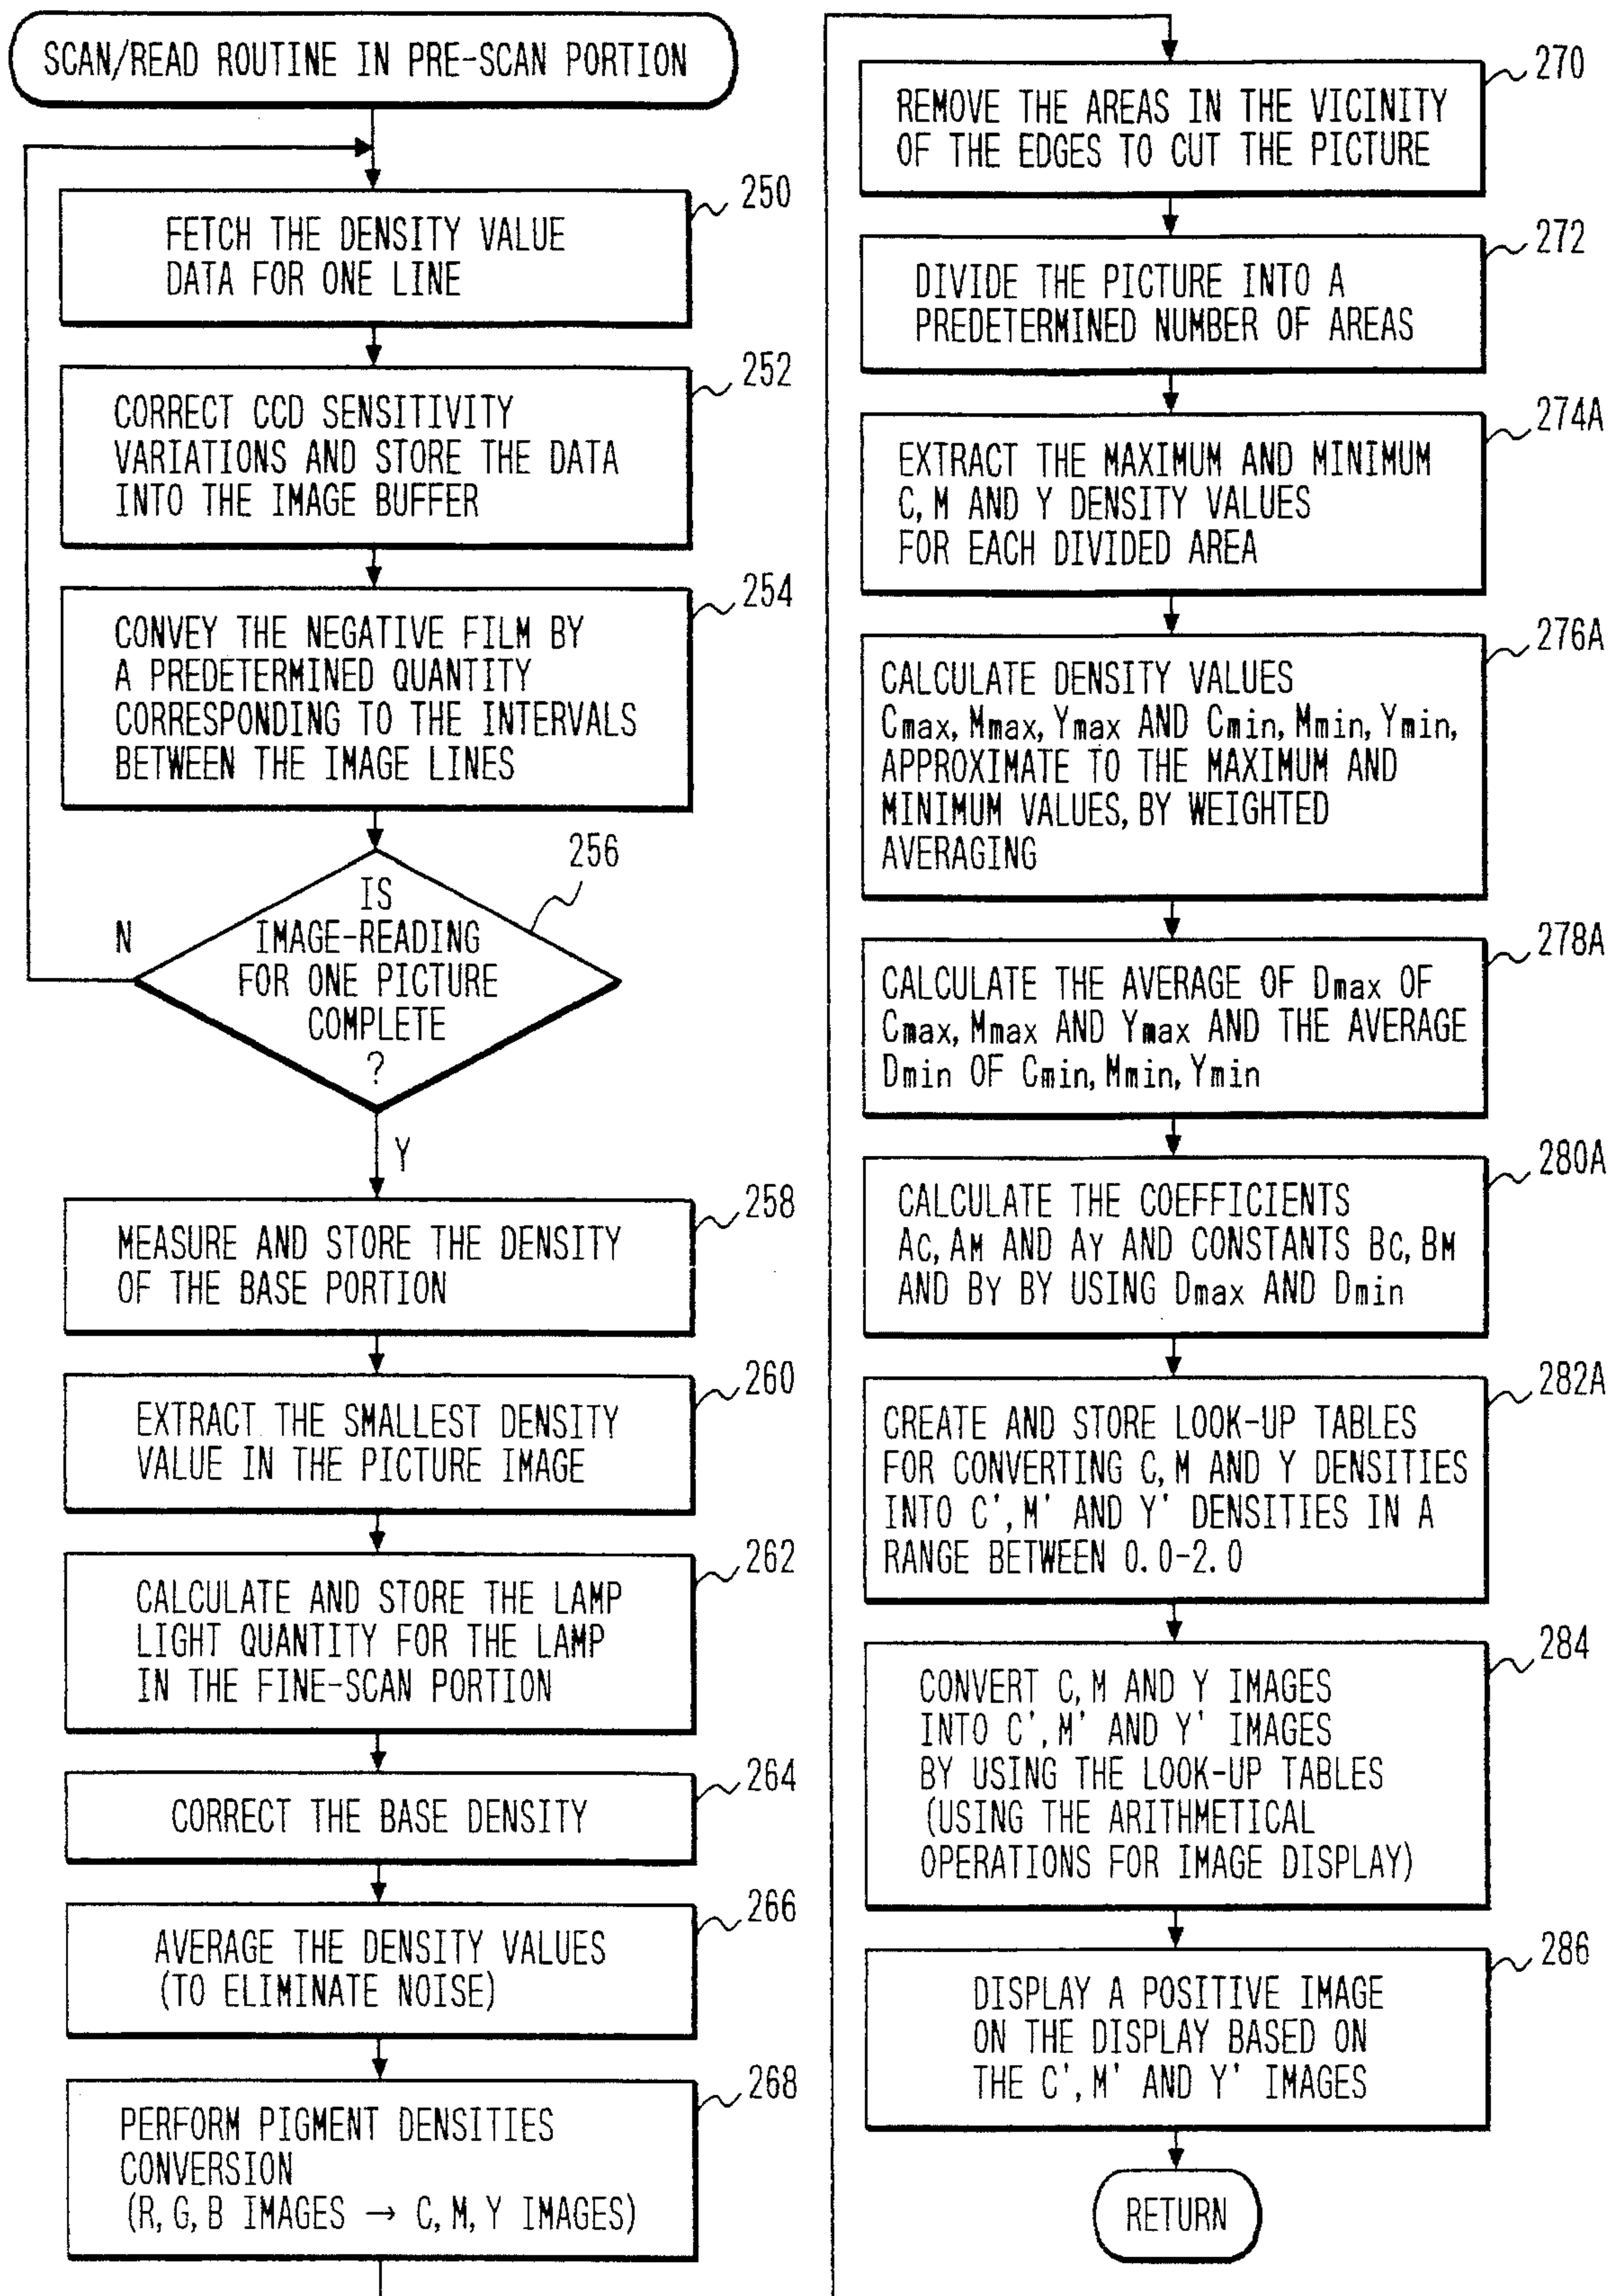 SCAN/READ ROUTINE IN PRE-SCAN PORTION
250
FETCH THE DENSITY VALUE
DATA FOR ONE LINE
252
CORRECT CCD SENSITIVITY
VARIATIONS AND STORE THE DATA
INTO THE IMAGE BUFFER
254
CONVEY THE NEGATIVE FILM BY
A PREDETERMINED QUANTITY
CORRESPONDING TO THE INTERVALS
BETWEEN THE IMAGE LINES
256
IS
IMAGE-READING
FOR ONE PICTURE
COMPLETE
?
N
Y
258
MEASURE AND STORE THE DENSITY
OF THE BASE PORTION
260
EXTRACT THE SMALLEST DENSITY
VALUE IN THE PICTURE IMAGE
262
CALCULATE AND STORE THE LAMP
LIGHT QUANTITY FOR THE LAMP
IN THE FINE-SCAN PORTION
264
CORRECT THE BASE DENSITY
266
AVERAGE THE DENSITY VALUES
(TO ELIMINATE NOISE)
268
PERFORM PIGMENT DENSITIES
CONVERSION
(R, G, B IMAGES → C, M, Y IMAGES)
270
REMOVE THE AREAS IN THE VICINITY
OF THE EDGES TO CUT THE PICTURE
272
DIVIDE THE PICTURE INTO A
PREDETERMINED NUMBER OF AREAS
274A
EXTRACT THE MAXIMUM AND MINIMUM
C, M AND Y DENSITY VALUES
FOR EACH DIVIDED AREA
276A
CALCULATE DENSITY VALUES
Cmax, Mmax, Ymax AND Cmin, Mmin, Ymin,
APPROXIMATE TO THE MAXIMUM AND
MINIMUM VALUES, BY WEIGHTED
AVERAGING
278A
CALCULATE THE AVERAGE OF Dmax OF
Cmax, Mmax AND Ymax AND THE AVERAGE
Dmin OF Cmin, Mmin, Ymin
280A
CALCULATE THE COEFFICIENTS
AC, AM AND AY AND CONSTANTS BC, BM
AND BY BY USING Dmax AND Dmin
282A
CREATE AND STORE LOOK-UP TABLES
FOR CONVERTING C, M AND Y DENSITIES
INTO C', M' AND Y' DENSITIES IN A
RANGE BETWEEN 0.0-2.0
284
CONVERT C, M AND Y IMAGES
INTO C', M' AND Y' IMAGES
BY USING THE LOOK-UP TABLES
(USING THE ARITHMETICAL
OPERATIONS FOR IMAGE DISPLAY)
286
DISPLAY A POSITIVE IMAGE
ON THE DISPLAY BASED ON
THE C', M' AND Y' IMAGES
RETURN